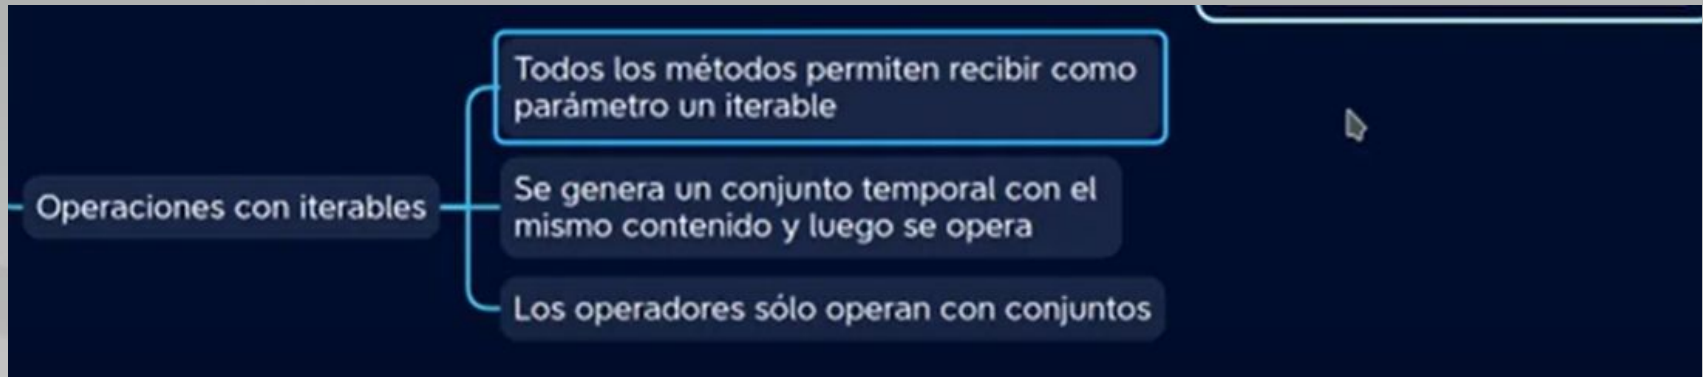 Todos los métodos permiten recibir como
parámetro un iterable
Operaciones con iterables
Se genera un conjunto temporal con el
mismo contenido y luego se opera
Los operadores sólo operan con conjuntos